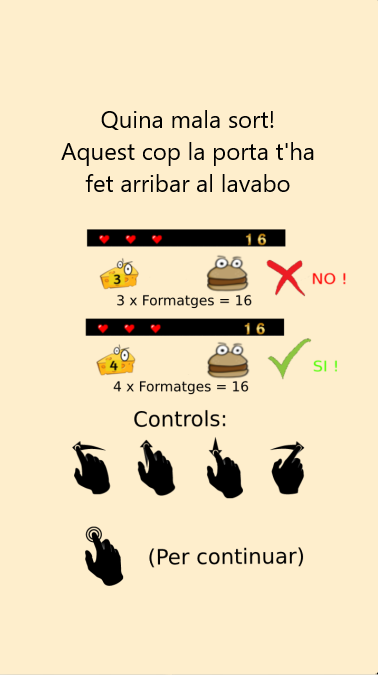 Quina mala sort!
Aquest cop la porta t'ha
fet arribar al lavabo
16
3
NO !
3 x Formatges = 16
16
4
SI !
4 x Formatges = 16
Controls:
(Per continuar)